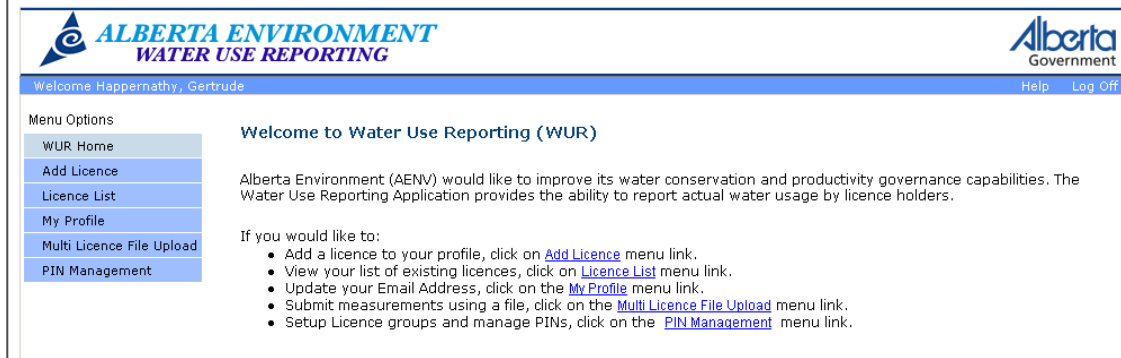 ALBERTA ENVIRONMENT
WATER USE REPORTING
Alberta
Government
Welcome Happernathy, Gertrude
Help Log Off
Menu Options
WUR Home
Add Licence
Licence List
My Profile
Multi Licence File Upload
PIN Management
Welcome to Water Use Reporting (WUR)
Alberta Environment (AENV) would like to improve its water conservation and productivity governance capabilities. The
Water Use Reporting Application provides the ability to report actual water usage by licence holders.
If you would like to:
• Add a licence to your profile, click on Add Licence menu link.
• View your list of existing licences, click on Licence List menu link.
• Update your Email Address, click on the My Profile menu link.
• Submit measurements using a file, click on the Multi Licence File Upload menu link.
• Setup Licence groups and manage PINs, click on the PIN Management menu link.